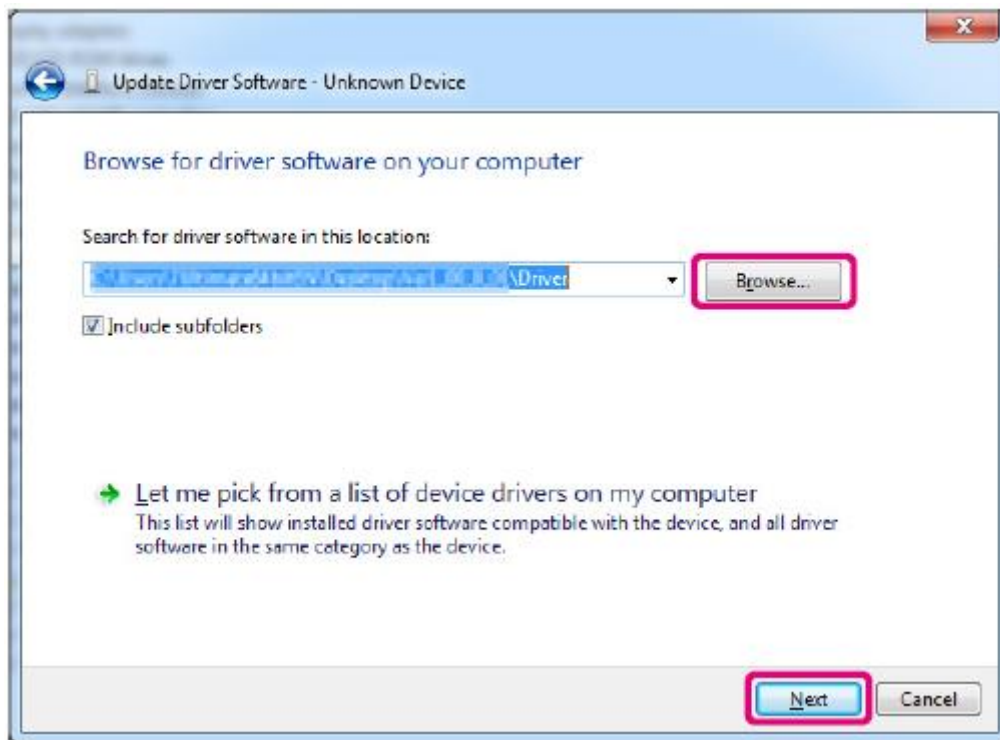 Update Driver Software - Unknown Device
Browse for driver software on your computer
Search for driver software in this location:
\Driver
Browse...
Include subfolders
Let me pick from a list of device drivers on my computer
This list will show installed driver software compatible with the device, and all driver
software in the same category as the device.
Next
Cancel